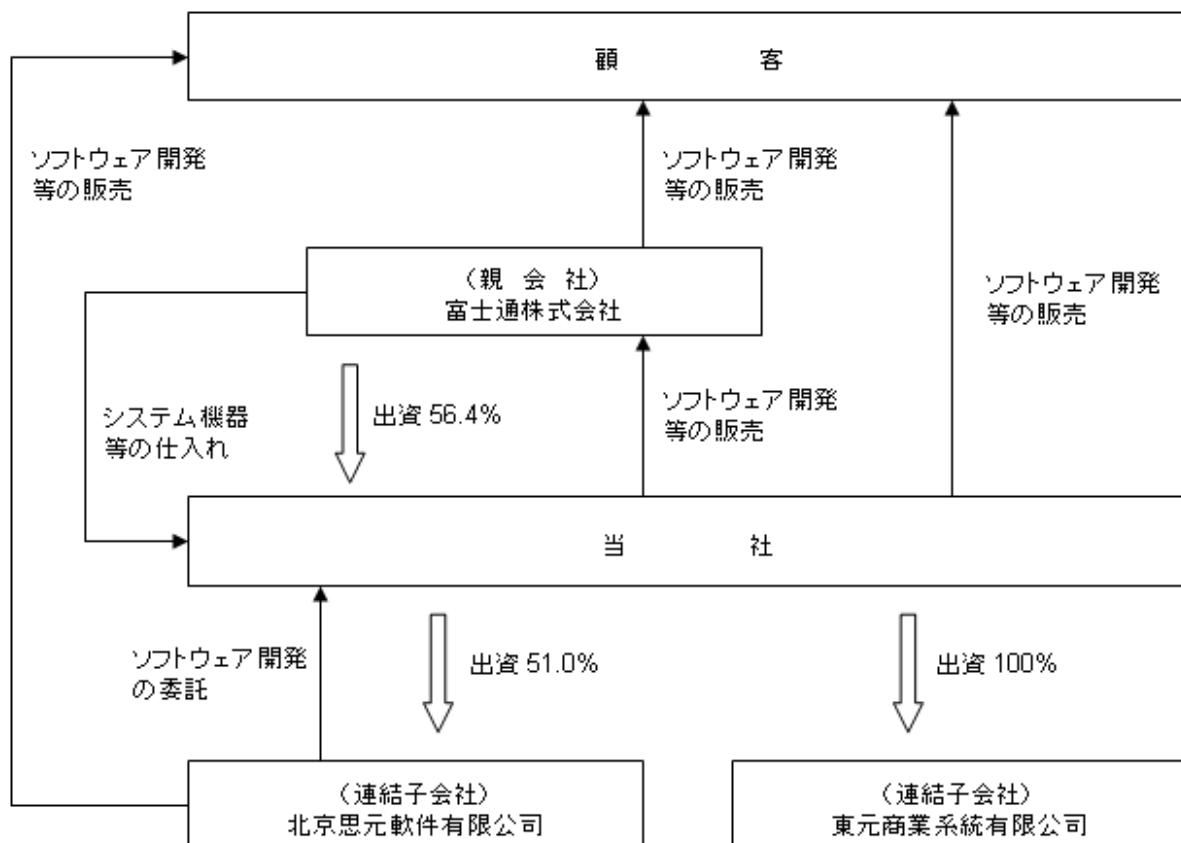 顧客
ソフトウェア開発
等の販売
ソフトウェア開発
等の販売
(親会社)
富士通株式会社
ソフトウェア開発
等の販売
システム機器
等の仕入れ
出資 56.4%
ソフトウェア開発
等の販売
当社
ソフトウェア開発
の委託
出資 51.0%
出資 100%
(連結子会社)
北京思元軟件有限公司
(連結子会社)
東元商業系統有限公司